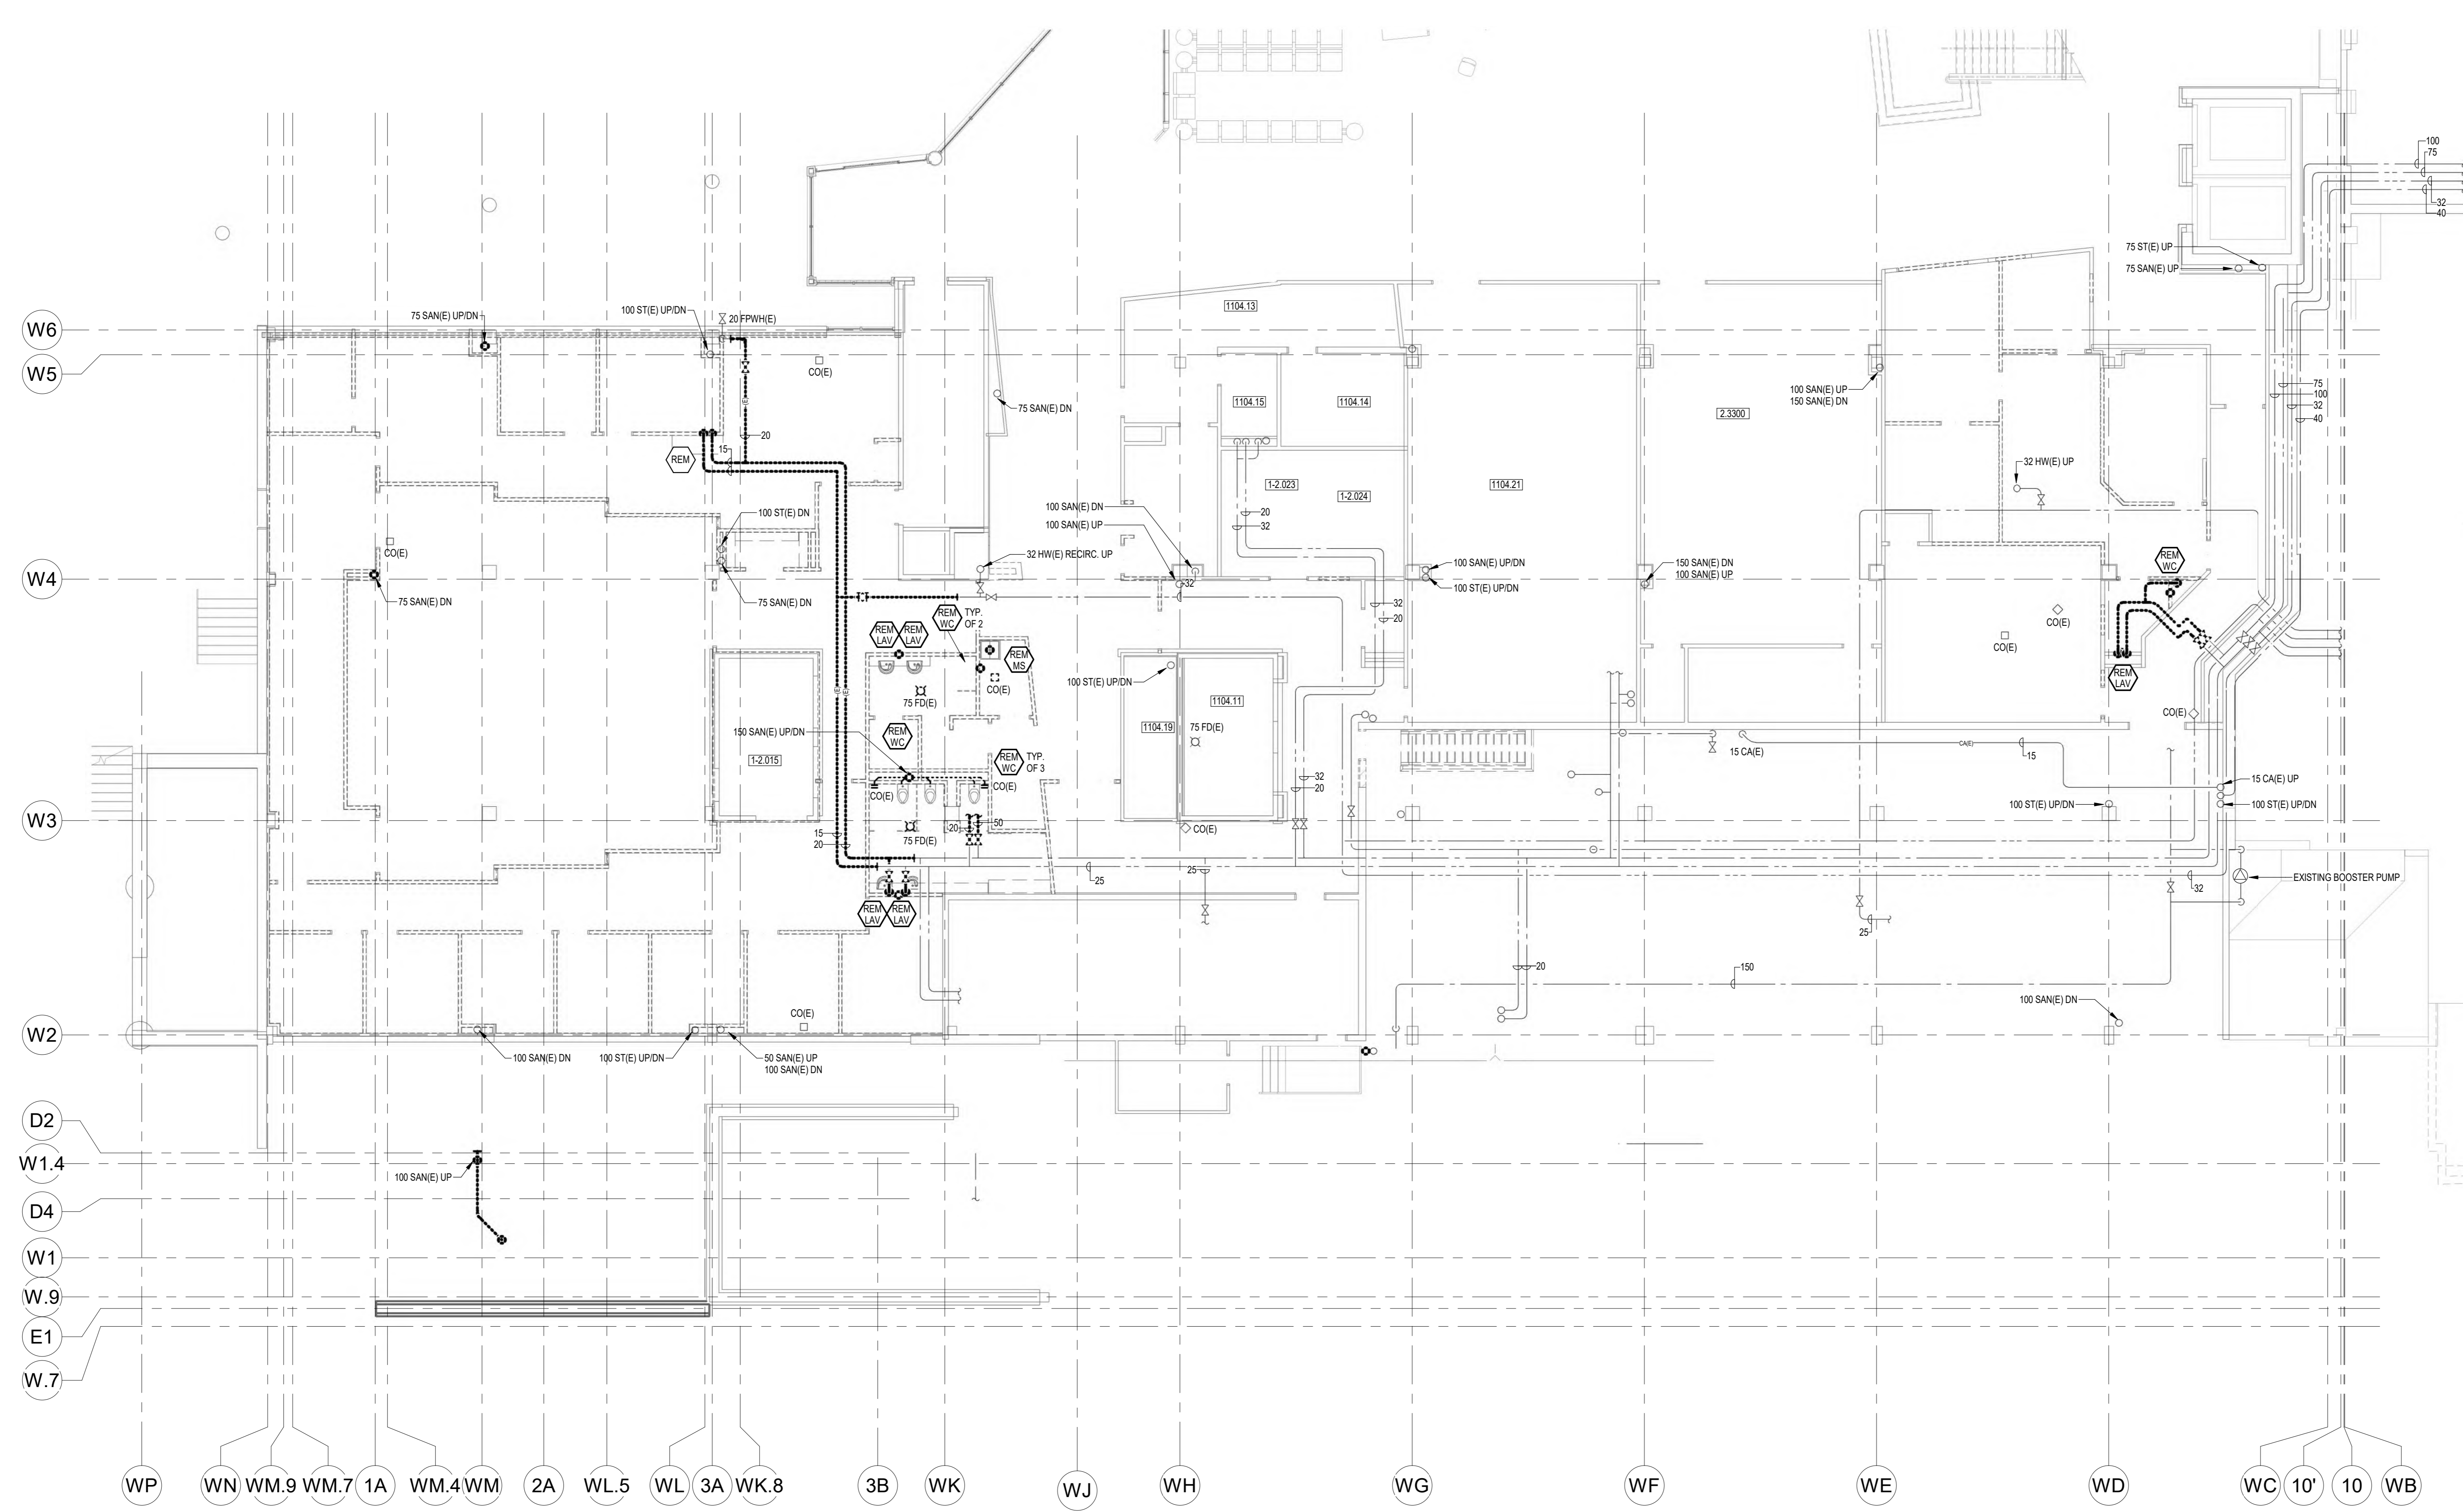 100
75
32
40
75 ST(E) UP
75 SAN(E) UP
W6
W5
75 SAN(E) UP/DN
100 ST(E) UP/DN
20 FPWH(E)
CO(E)
1104.13
1104.15
1104.14
75 SAN(E) DN
100 SAN(E) UP
150 SAN(E) DN
2.3300
75
100
32
40
REM
15
20
32 HW(E) UP
1-2.023
1-2.024
1104.21
100 SAN(E) DN
100 SAN(E) UP
20
32
100 ST(E) DN
CO(E)
32 HW(E) RECIRC. UP
W4
32
100 SAN(E) UP/DN
100 ST(E) UP/DN
150 SAN(E) DN
100 SAN(E) UP
REM
WC
75 SAN(E) DN
75 SAN(E) DN
32
20
REM
WC
TYP.
OF 2
REM
LAV
REM
LAV
REM
MS
CO(E)
CO(E)
CO(E)
REM
LAV
75 FD(E)
100 ST(E) UP/DN
1104.11
1104.19
75 FD(E)
CO(E)
150 SAN(E) UP/DN
REM
WC
REM
WC
TYP.
OF 3
1-2.015
15 CA(E)
CA(E)
15
CO(E)
CO(E)
32
20
15 CA(E) UP
100 ST(E) UP/DN
100 ST(E) UP/DN
W3
15
20
75 FD(E)
20
50
CO(E)
25
25
32
EXISTING BOOSTER PUMP
REM
LAV
REM
LAV
25
20
150
100 SAN(E) DN
CO(E)
W2
100 SAN(E) DN
100 ST(E) UP/DN
50 SAN(E) UP
100 SAN(E) DN
D2
W1.4
100 SAN(E) UP
D4
W1
W.9
E1
W.7
WP
WN
WM.9
WM.7
1A
WM.4
WM
2A
WL.5
WL
3A
WK.8
3B
WK
WJ
WH
WG
WF
WE
WD
WC
10'
10
WB